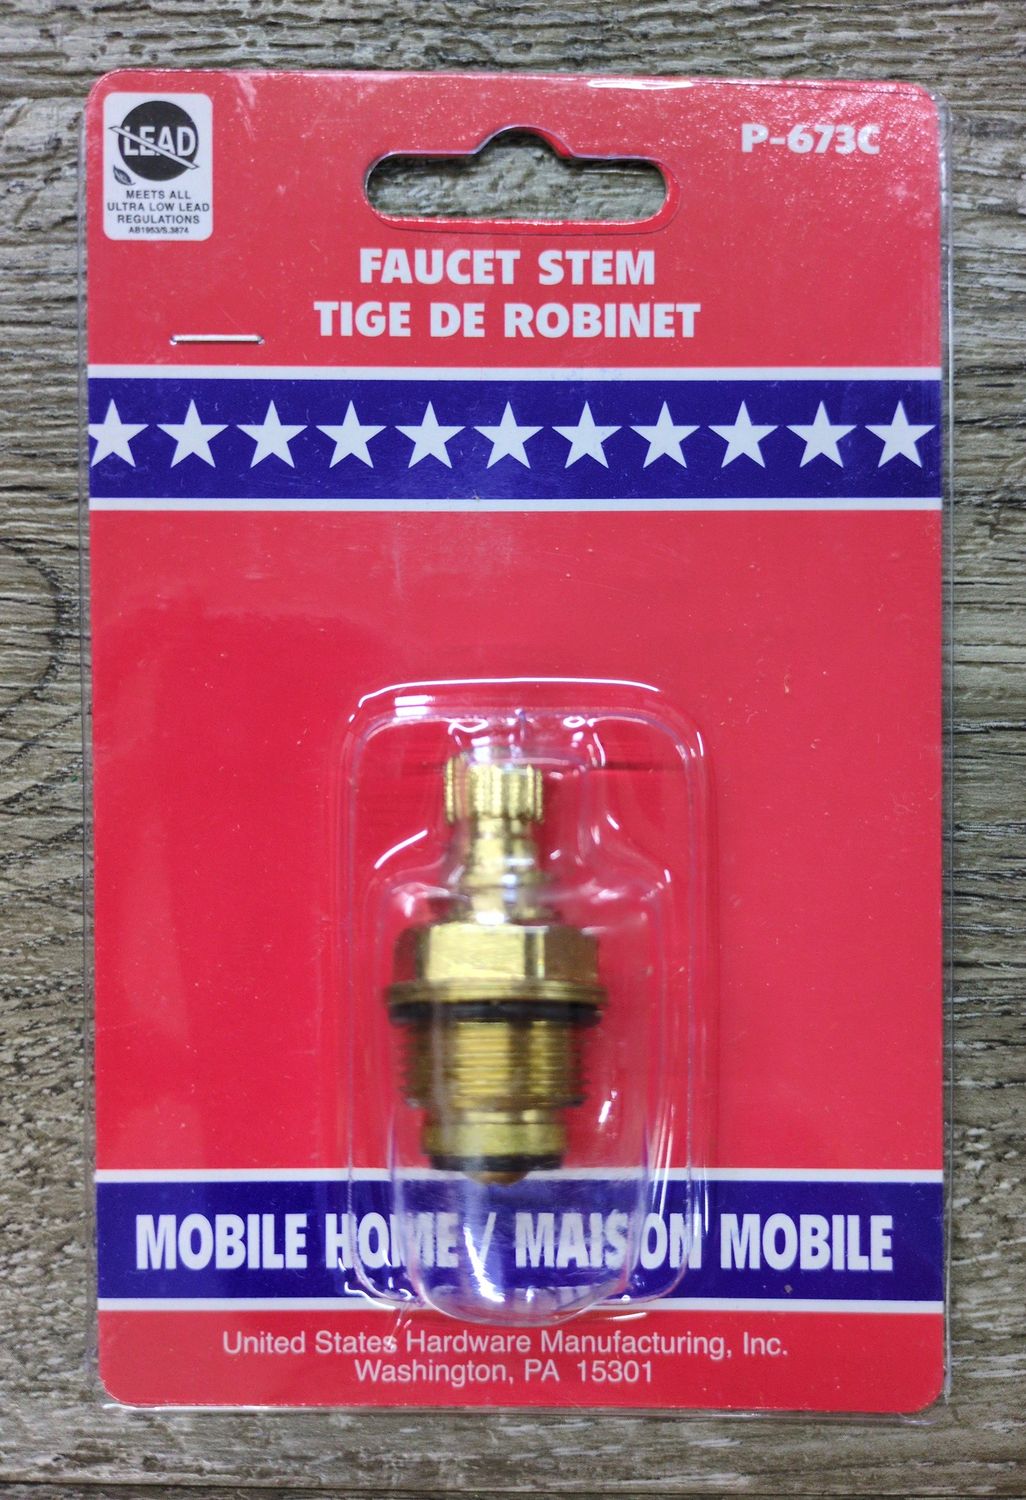 LEAD
MEETS ALL
ULTRA LOW LEAD
REGULATIONS
AB1953/S.3874
P-673C
FAUCET STEM
TIGE DE ROBINET
MOBILE HOME / MAISON MOBILE
United States Hardware Manufacturing, Inc.
Washington, PA 15301